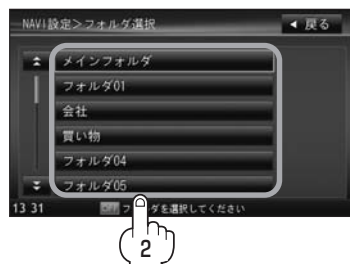 NAVI設定>フォルダ選択
◀ 戻る
メインフォルダ
フォルダ01
会社
買い物
フォルダ04
フォルダ05
13 31
フ ダを選択してください
2